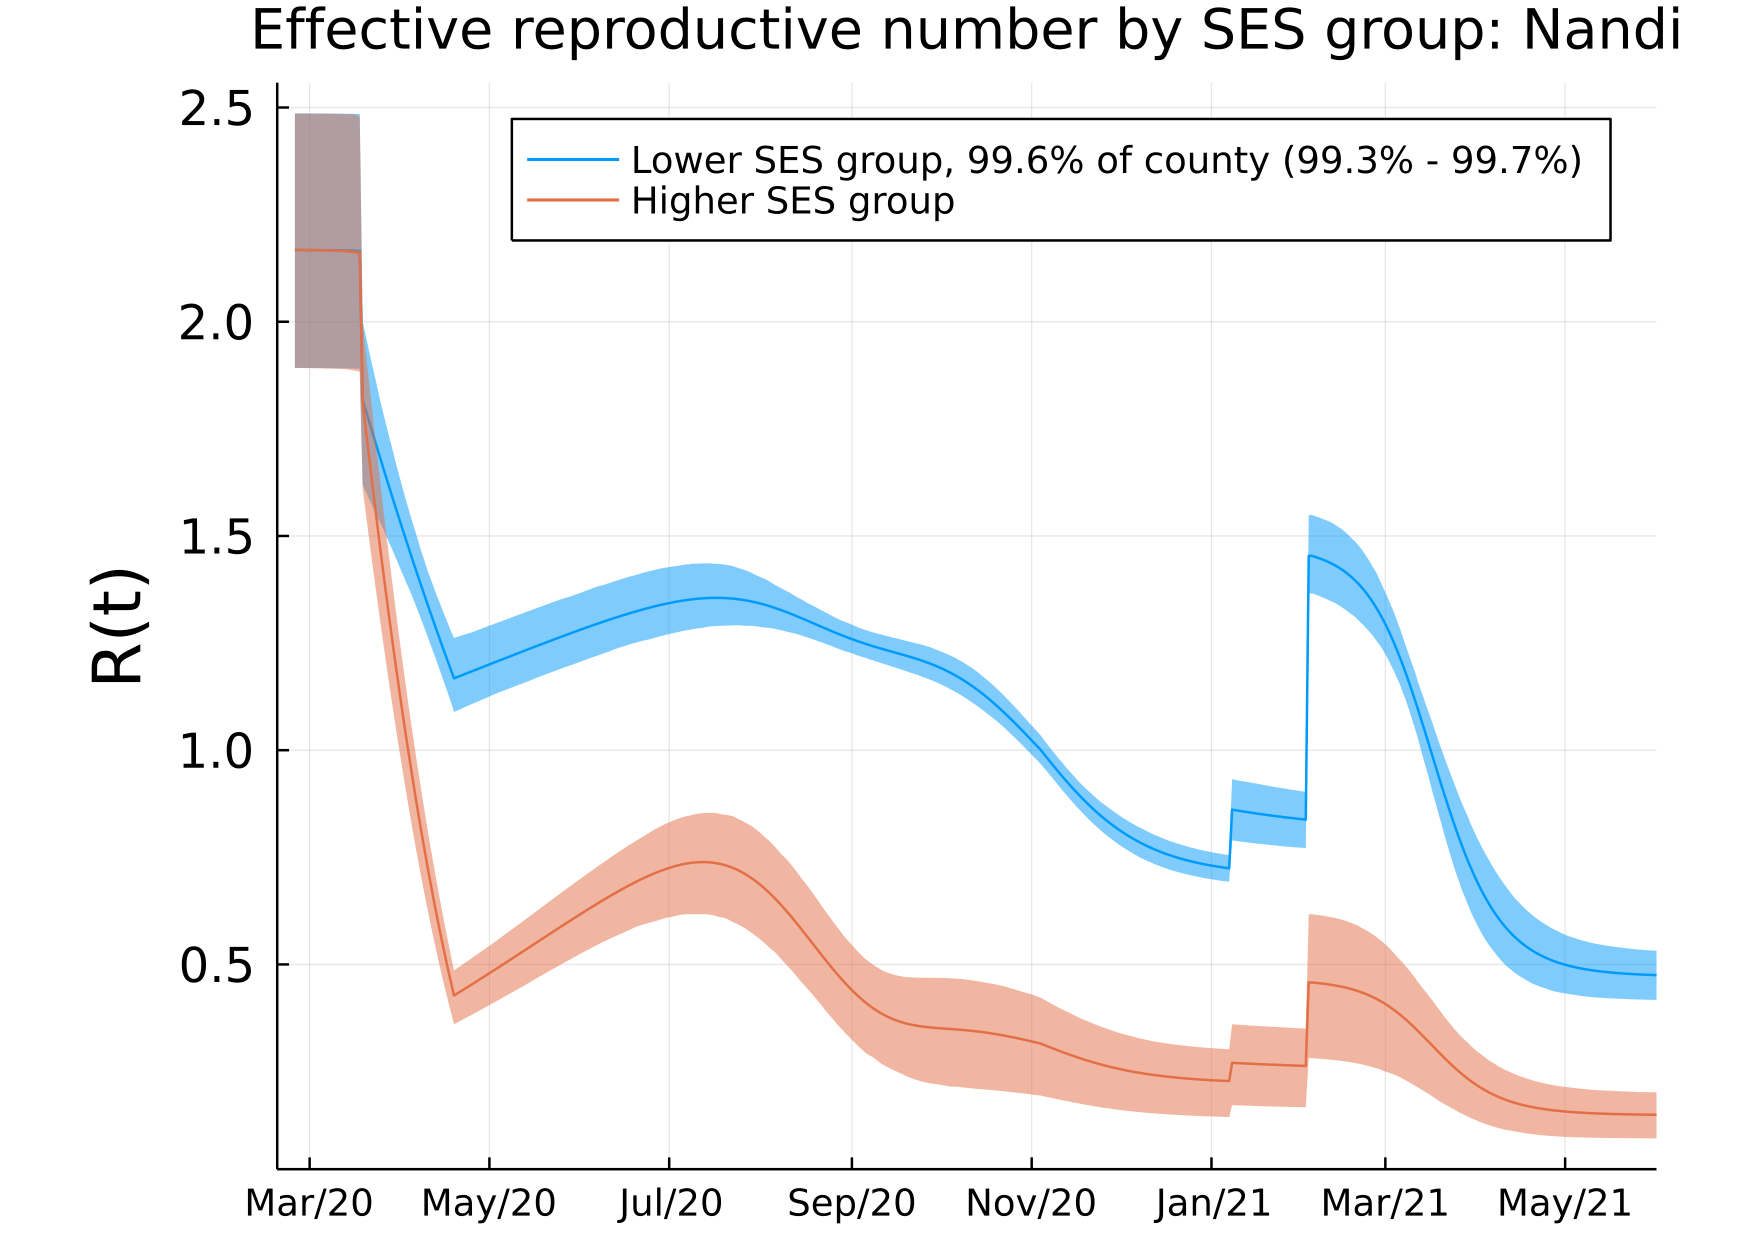 Effective reproductive number by SES group: Nandi
Lower SES group, 99.6% of county (99.3% - 99.7%)
Higher SES group
R(t)
2.5
2.0
1.5
1.0
0.5
Mar/20 May/20 Jul/20 Sep/20 Nov/20 Jan/21 Mar/21 May/21